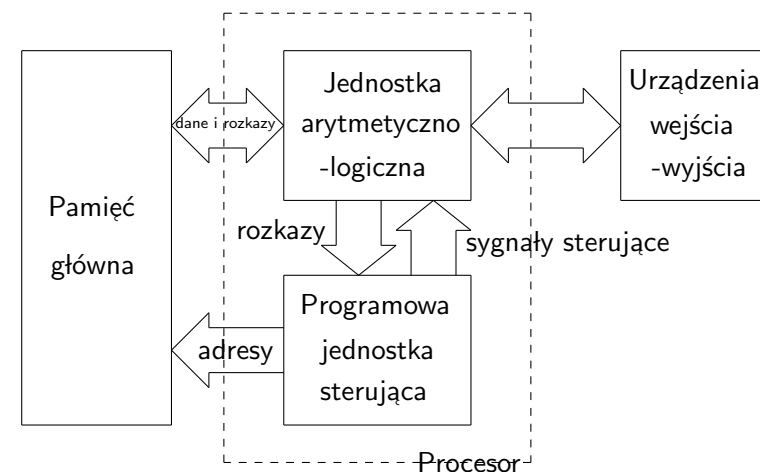 Pamięć
główna
dane i rozkazy
Jednostka
arytmetyczno
-logiczna
Urządzenia
wejścia
-wyjścia
rozkazy
sygnały sterujące
adresy
Programowa
jednostka
sterująca
Procesor